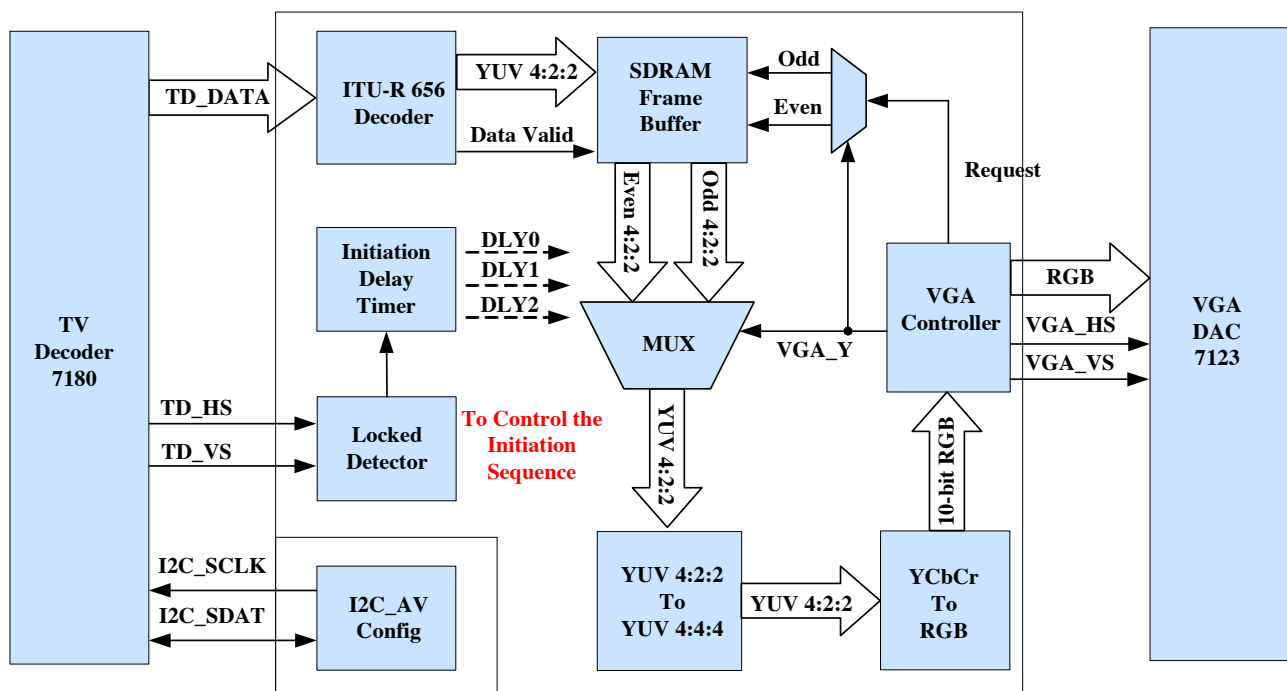 TV
Decoder
7180
TD_DATA
ITU-R 656
Decoder
YUV 4:2:2
Data Valid
SDRAM
Frame
Buffer
Odd
Even
Request
Even 4:2:2
Odd 4:2:2
Initiation
Delay
Timer
DLY0
DLY1
DLY2
MUX
VGA_Y
VGA
Controller
RGB
VGA_HS
VGA_VS
VGA
DAC
7123
TD_HS
TD_VS
Locked
Detector
To Control the
Initiation
Sequence
YUV 4:2:2
10-bit RGB
I2C_SCLK
I2C_SDAT
I2C_AV
Config
YUV 4:2:2
To
YUV 4:4:4
YUV 4:2:2
YCbCr
To
RGB